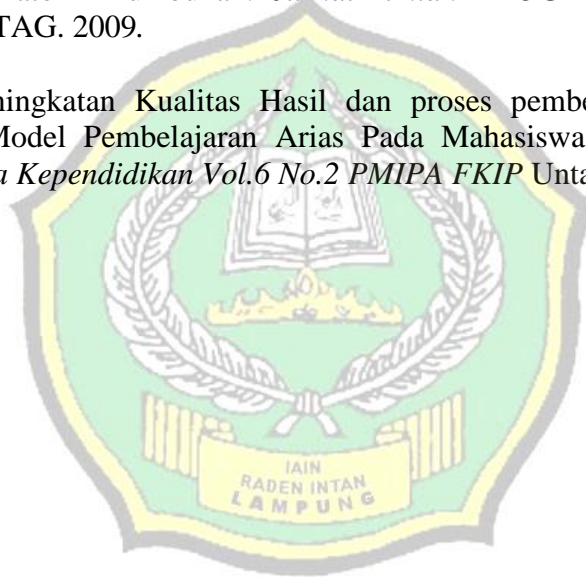 TAG. 2009.
ningkatan Kualitas Hasil dan proses pembe
Model Pembelajaran Arias Pada Mahasiswa
a Kependidikan Vol.6 No.2 PMIPA FKIP Unta
IAIN
RADEN INTAN
LAMPUNG